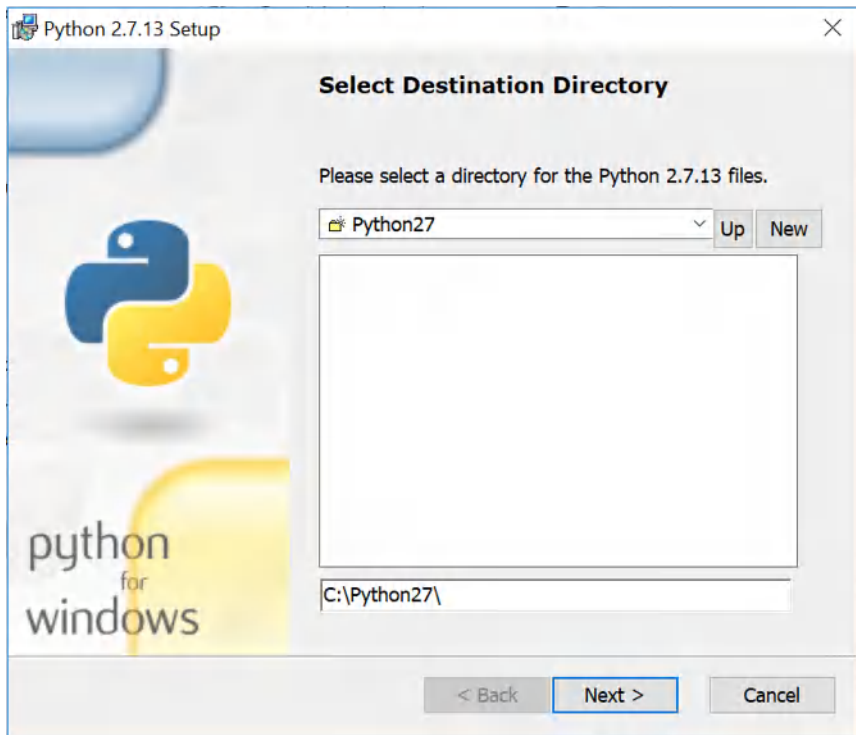 Python 2.7.13 Setup
Select Destination Directory
Please select a directory for the Python 2.7.13 files.
Python27
Up
New
C:\Python27\
python
for
windows
< Back
Next >
Cancel